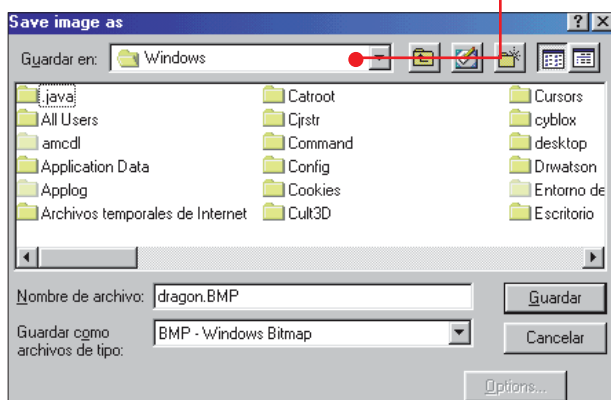 Save image as
Guardar en: Windows
.java Catroot Cursors
All Users Cjrstr cyblox
amcdl Command desktop
Application Data Config Drwatson
Applog Cookies Entorno de
Archivos temporales de Internet Cult3D Escritorio
Nombre de archivo: dragon.BMP Guardar
Guardar como
archivos de tipo: BMP - Windows Bitmap Cancelar
Options...